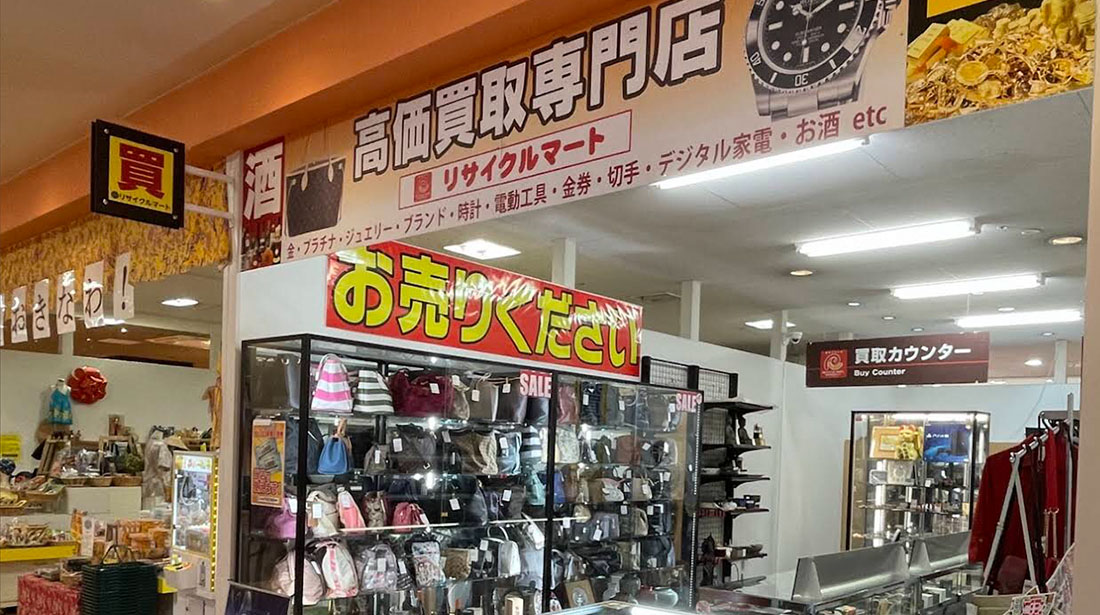 高価買取専門店
リサイクルマート
金・プラチナ・ジュエリー・ブランド・時計・電動工具・金券・切手・デジタル家電・お酒 etc
酒
買
リサイクルマート
おきなわ!
お売りください
SALE
SALE
買取カウンター
Buy Counter